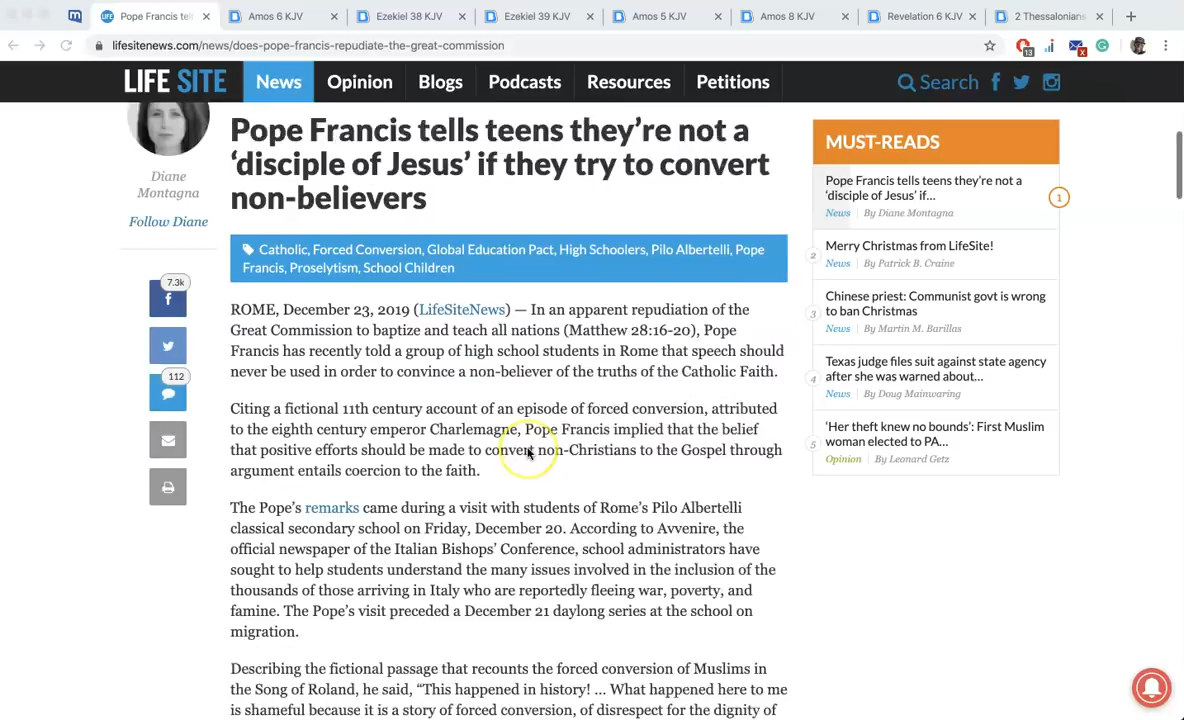 Pope Francis tell
Amos 6 KJV
Ezekiel 38 KJV
Ezekiel 39 KJV
Amos 5 KJV
Amos 8 KJV
Revelation 6 KJV
2 Thessalonians
lifesitenews.com/news/does-pope-francis-repudiate-the-great-commission
13
x
LIFE SITE
News
Opinion
Blogs
Podcasts
Resources
Petitions
Search
Diane
Montagna
Follow Diane
7.3k
112
Pope Francis tells teens they’re not a
‘disciple of Jesus’ if they try to convert
non-believers
Catholic, Forced Conversion, Global Education Pact, High Schoolers, Pilo Albertelli, Pope
Francis, Proselytism, School Children
ROME, December 23, 2019 (LifeSiteNews) — In an apparent repudiation of the
Great Commission to baptize and teach all nations (Matthew 28:16-20), Pope
Francis has recently told a group of high school students in Rome that speech should
never be used in order to convince a non-believer of the truths of the Catholic Faith.
Citing a fictional 11th century account of an episode of forced conversion, attributed
to the eighth century emperor Charlemagne, Pope Francis implied that the belief
that positive efforts should be made to convert non-Christians to the Gospel through
argument entails coercion to the faith.
The Pope’s remarks came during a visit with students of Rome’s Pilo Albertelli
classical secondary school on Friday, December 20. According to Avvenire, the
official newspaper of the Italian Bishops’ Conference, school administrators have
sought to help students understand the many issues involved in the inclusion of the
thousands of those arriving in Italy who are reportedly fleeing war, poverty, and
famine. The Pope’s visit preceded a December 21 daylong series at the school on
migration.
Describing the fictional passage that recounts the forced conversion of Muslims in
the Song of Roland, he said, “This happened in history! … What happened here to me
is shameful because it is a story of forced conversion, of disrespect for the dignity of
MUST-READS
Pope Francis tells teens they’re not a
‘disciple of Jesus’ if…
News | By Diane Montagna
1
Merry Christmas from LifeSite!
2
News | By Patrick B. Craine
Chinese priest: Communist govt is wrong
to ban Christmas
3
News | By Martin M. Barillas
Texas judge files suit against state agency
after she was warned about…
4
News | By Doug Mainwaring
‘Her theft knew no bounds’: First Muslim
woman elected to PA…
5
Opinion | By Leonard Getz